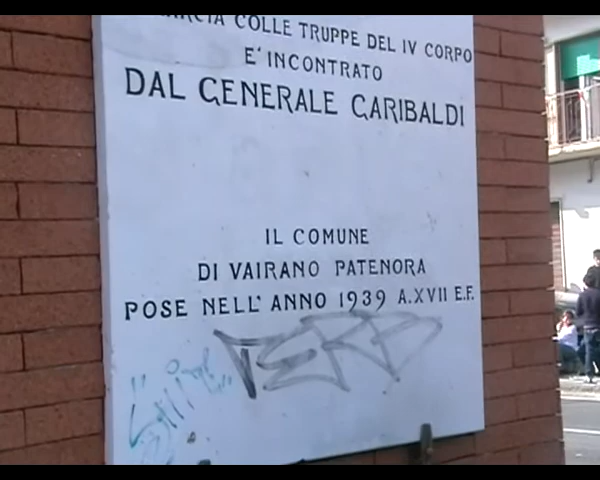 MARCIA COLLE TRUPPE DEL IV CORPO
E' INCONTRATO
DAL GENERALE GARIBALDI
IL COMUNE
DI VAIRANO PATENORA
POSE NELL' ANNO 1939 A.XVII E.F.